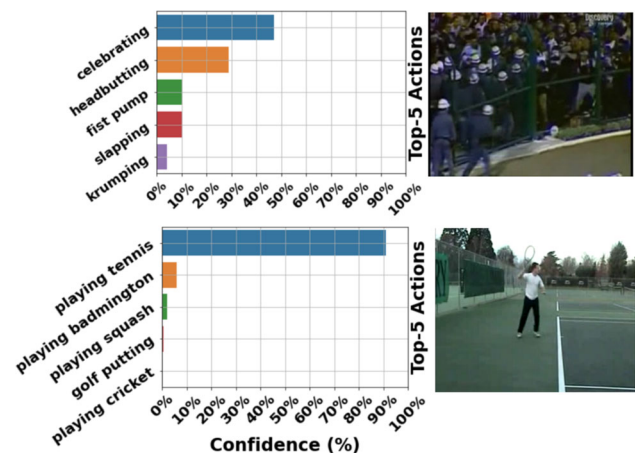 celebrating
headbutting
fist pump
slapping
krumping
0%
10%
20%
30%
40%
50%
60%
70%
80%
90%
100%
Top-5 Actions
Discovery
playing tennis
playing badmington
playing squash
golf putting
playing cricket
0%
10%
20%
30%
40%
50%
60%
70%
80%
90%
100%
Confidence (%)
Top-5 Actions